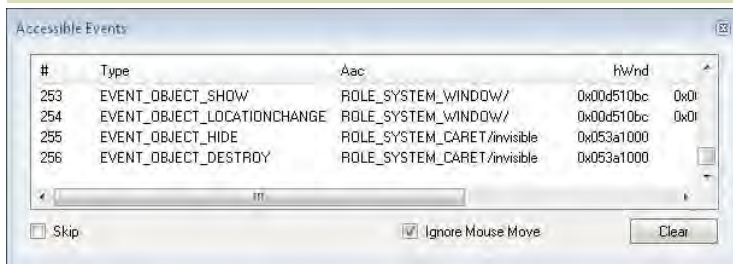 Accessible Events
# Type Aac hWnd
253 EVENT_OBJECT_SHOW ROLE_SYSTEM_WINDOW/ 0x00d510bc
254 EVENT_OBJECT_LOCATIONCHANGE ROLE_SYSTEM_WINDOW/ 0x00d510bc
255 EVENT_OBJECT_HIDE ROLE_SYSTEM_CARET/invisible 0x053a1000
256 EVENT_OBJECT_DESTROY ROLE_SYSTEM_CARET/invisible 0x053a1000
Skip Ignore Mouse Move Clear